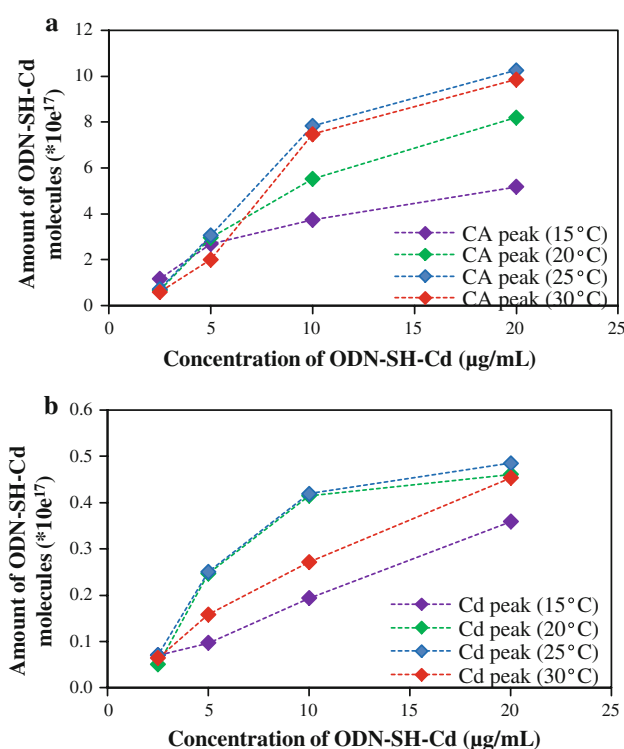 a
12
10
8
6
4
2
0
0 5 10 15 20 25
Amount of ODN-SH-Cd
molecules (*10e¹⁷)
CA peak (15°C)
CA peak (20°C)
CA peak (25°C)
CA peak (30°C)
Concentration of ODN-SH-Cd (µg/mL)
b
0.6
0.5
0.4
0.3
0.2
0.1
0.0
0 5 10 15 20 25
Amount of ODN-SH-Cd
molecules (*10e¹⁷)
Cd peak (15°C)
Cd peak (20°C)
Cd peak (25°C)
Cd peak (30°C)
Concentration of ODN-SH-Cd (µg/mL)